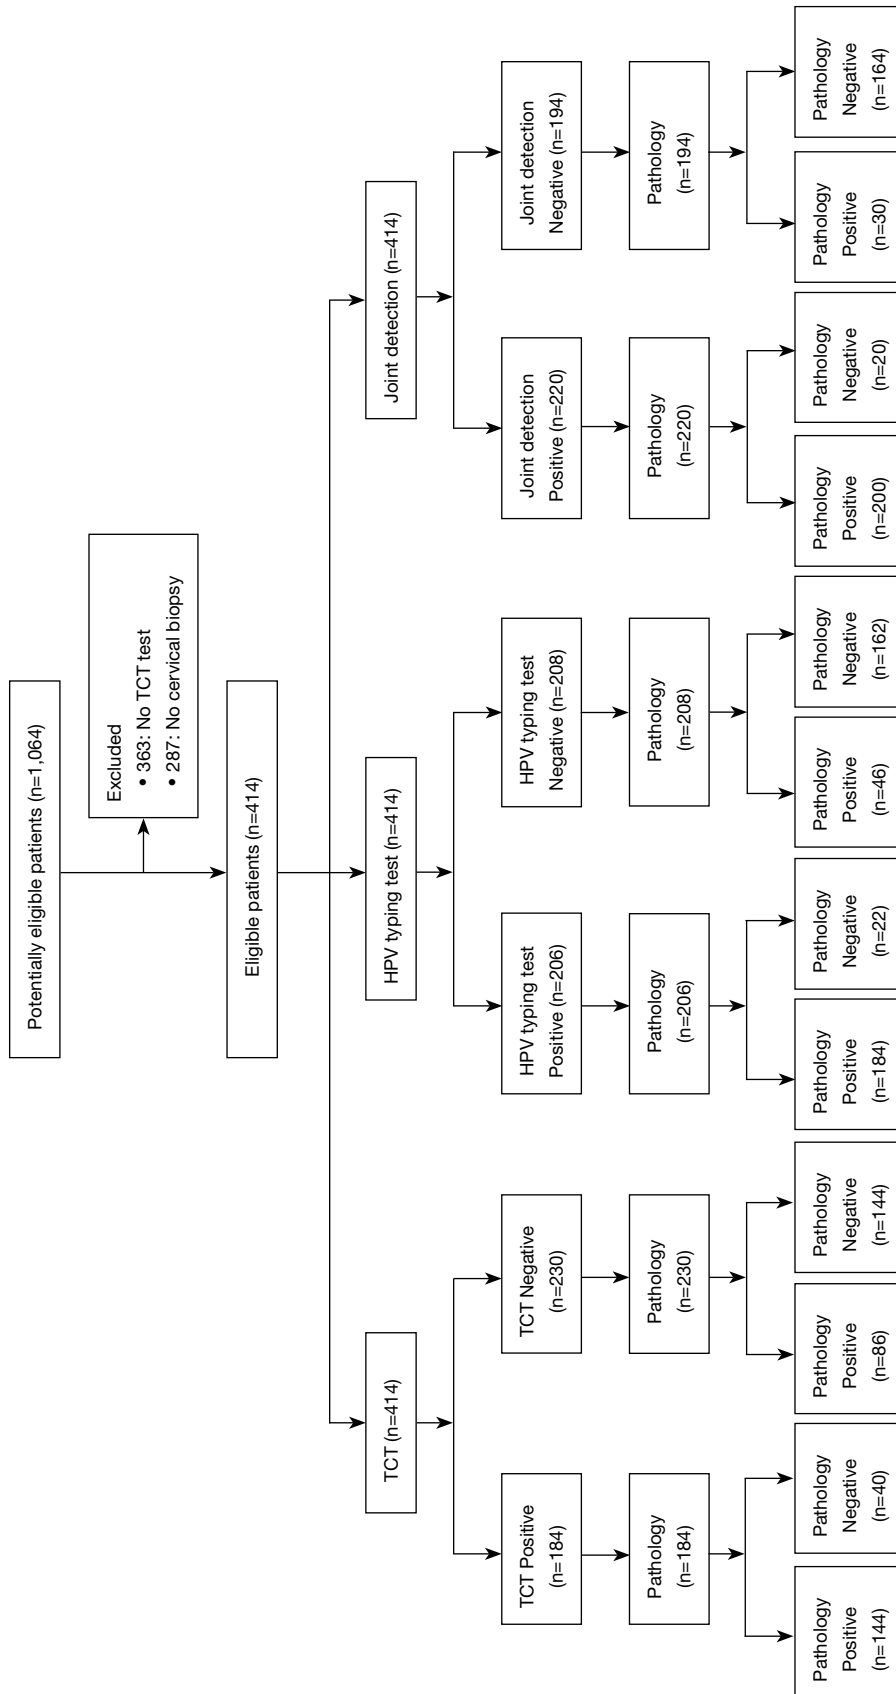 Potentially eligible patients (n=1,064)
Excluded
• 363: No TCT test
• 287: No cervical biopsy
Eligible patients (n=414)
TCT (n=414)
HPV typing test (n=414)
Joint detection (n=414)
TCT Positive
(n=184)
TCT Negative
(n=230)
HPV typing test
Positive (n=206)
HPV typing test
Negative (n=208)
Joint detection
Positive (n=220)
Joint detection
Negative (n=194)
Pathology
(n=184)
Pathology
(n=230)
Pathology
(n=206)
Pathology
(n=208)
Pathology
(n=220)
Pathology
(n=194)
Pathology
Positive
(n=144)
Pathology
Negative
(n=40)
Pathology
Positive
(n=86)
Pathology
Negative
(n=144)
Pathology
Positive
(n=184)
Pathology
Negative
(n=22)
Pathology
Positive
(n=46)
Pathology
Negative
(n=162)
Pathology
Positive
(n=200)
Pathology
Negative
(n=20)
Pathology
Positive
(n=30)
Pathology
Negative
(n=164)